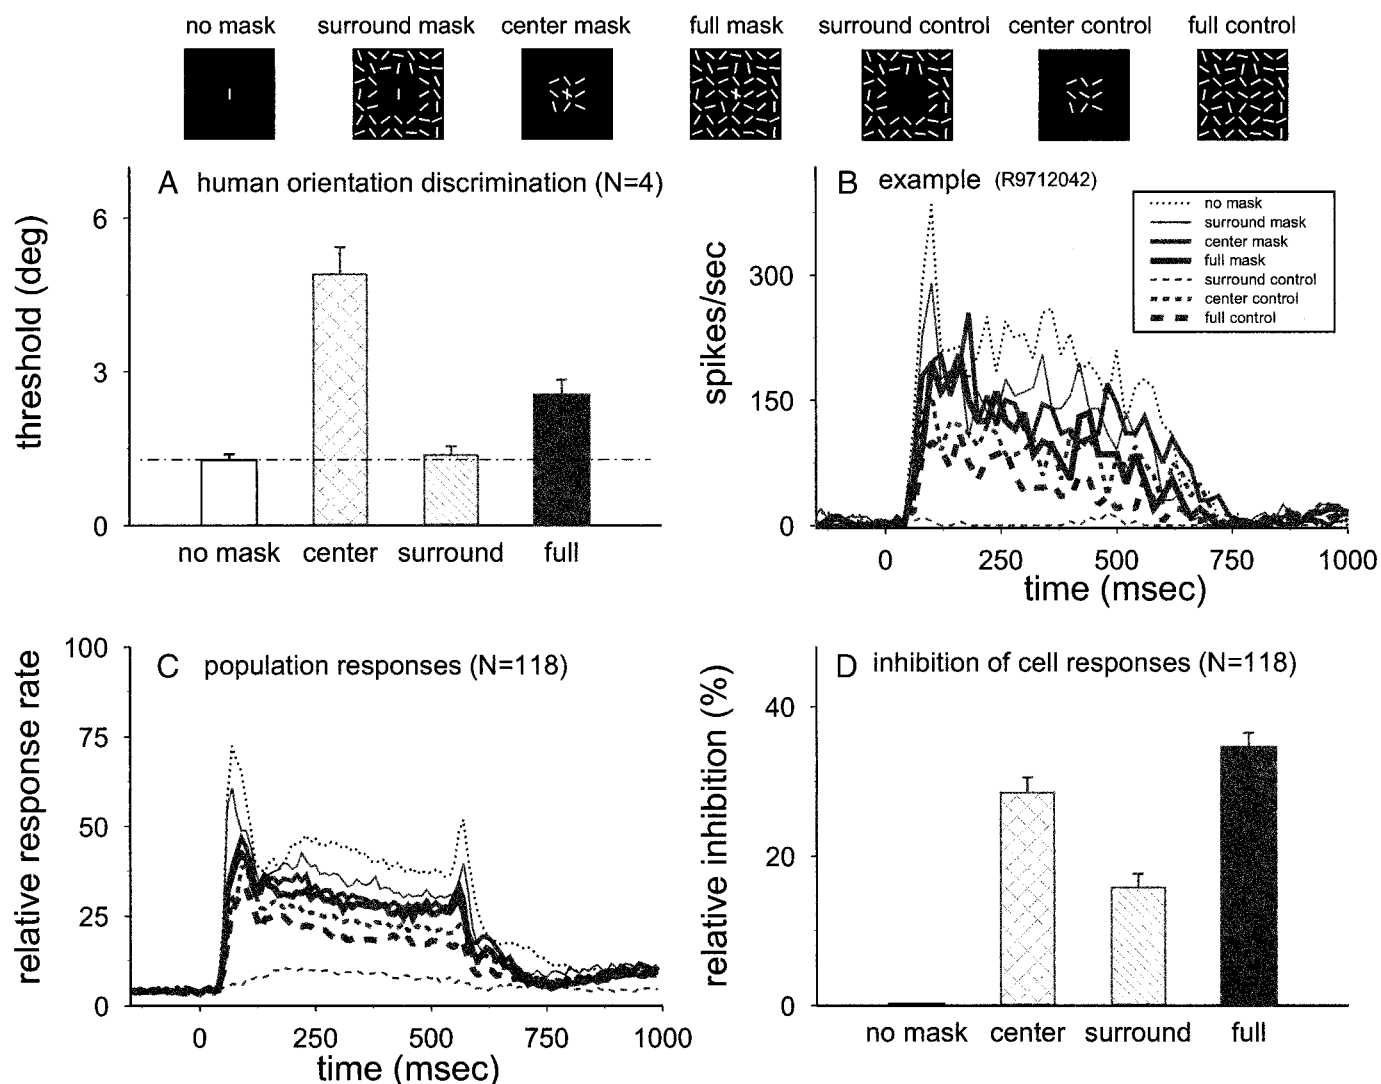 no mask surround mask center mask full mask surround control center control full control
A human orientation discrimination (N=4)
threshold (deg)
6
3
0
no mask center surround full
B example (R9712042)
no mask
surround mask
center mask
full mask
surround control
center control
full control
spikes/sec
300
150
0
0 250 500 750 1000
time (msec)
C population responses (N=118)
relative response rate
100
75
50
25
0
0 250 500 750 1000
time (msec)
D inhibition of cell responses (N=118)
relative inhibition (%)
40
20
0
no mask center surround full